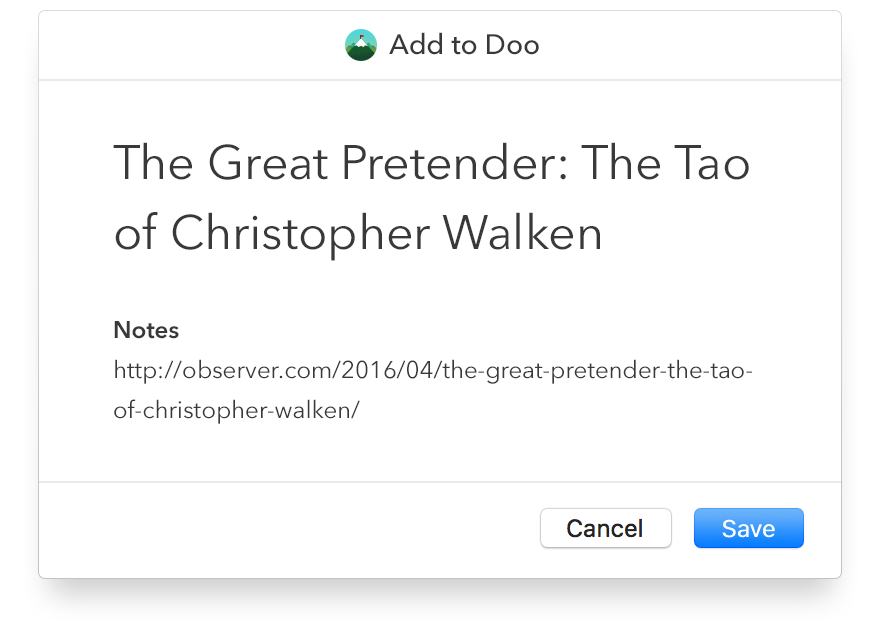 Add to Doo
The Great Pretender: The Tao
of Christopher Walken
Notes
http://observer.com/2016/04/the-great-pretender-the-tao-
of-christopher-walken/
Cancel Save